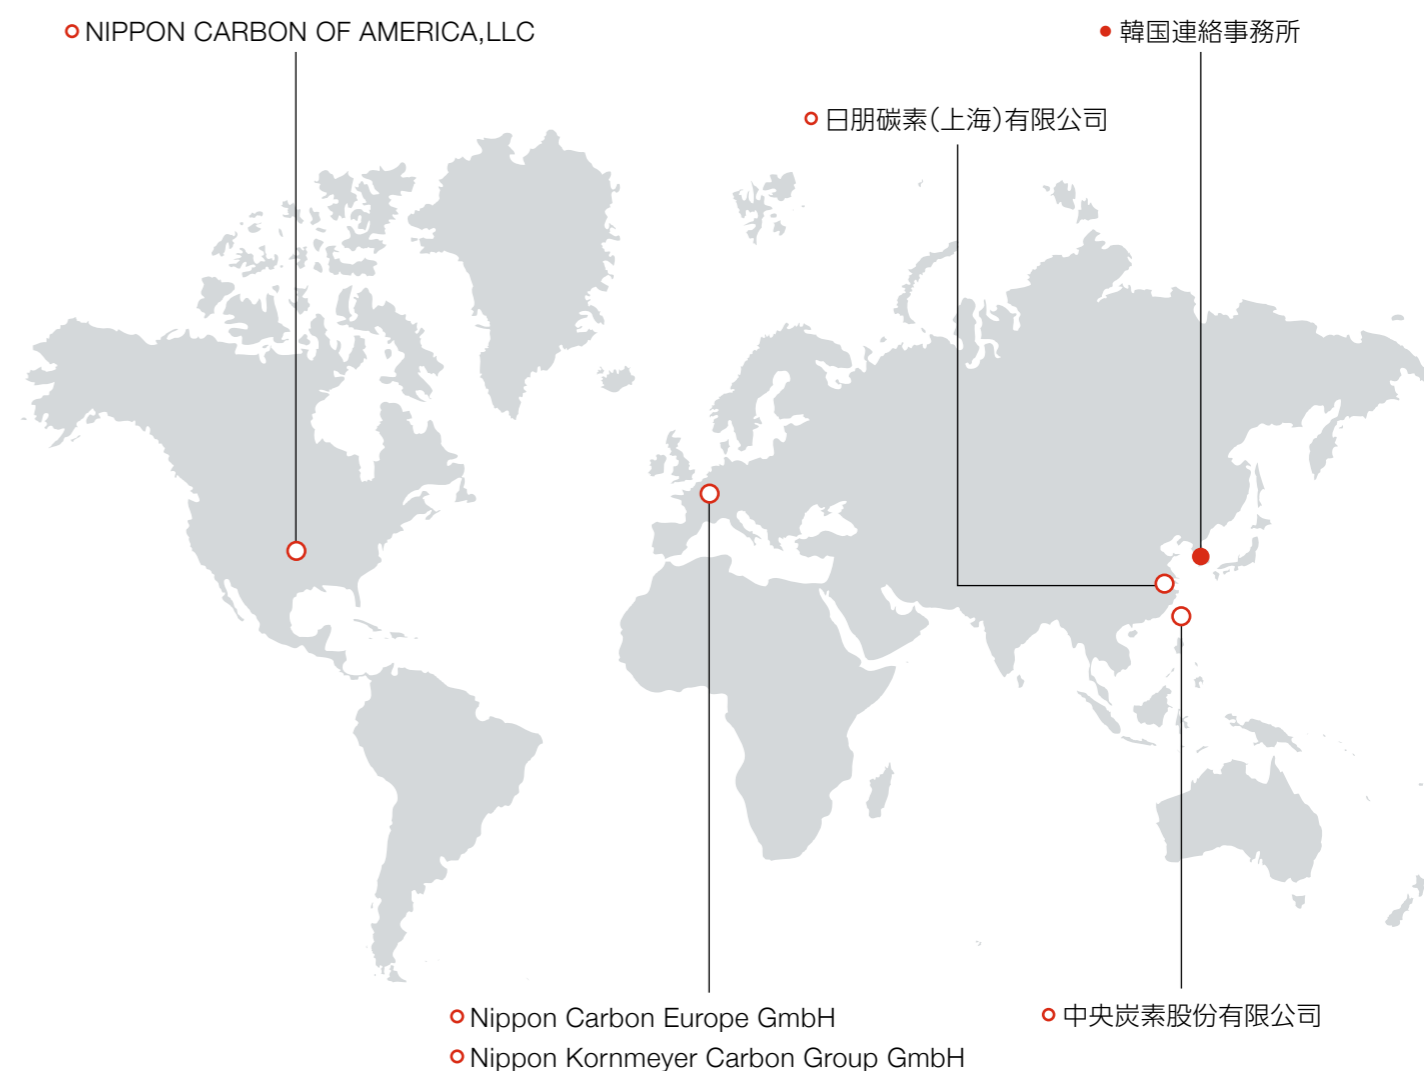 NIPPON CARBON OF AMERICA,LLC
韓国連絡事務所
日朋碳素(上海)有限公司
Nippon Carbon Europe GmbH
Nippon Kornmeyer Carbon Group GmbH
中央炭素股份有限公司